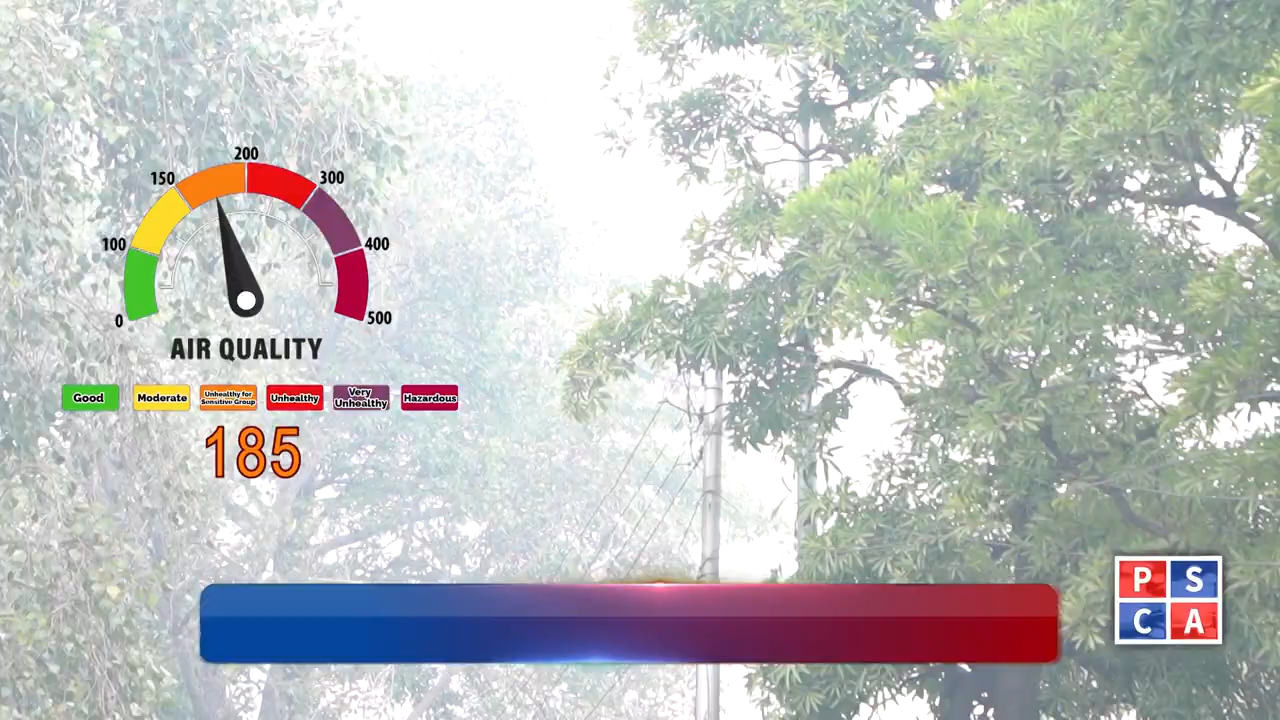 200
150
300
100
400
0
500
AIR QUALITY
Good
Moderate
Unhealthy for
Sensitive Group
Unhealthy
Very
Unhealthy
Hazardous
185
P S
C A